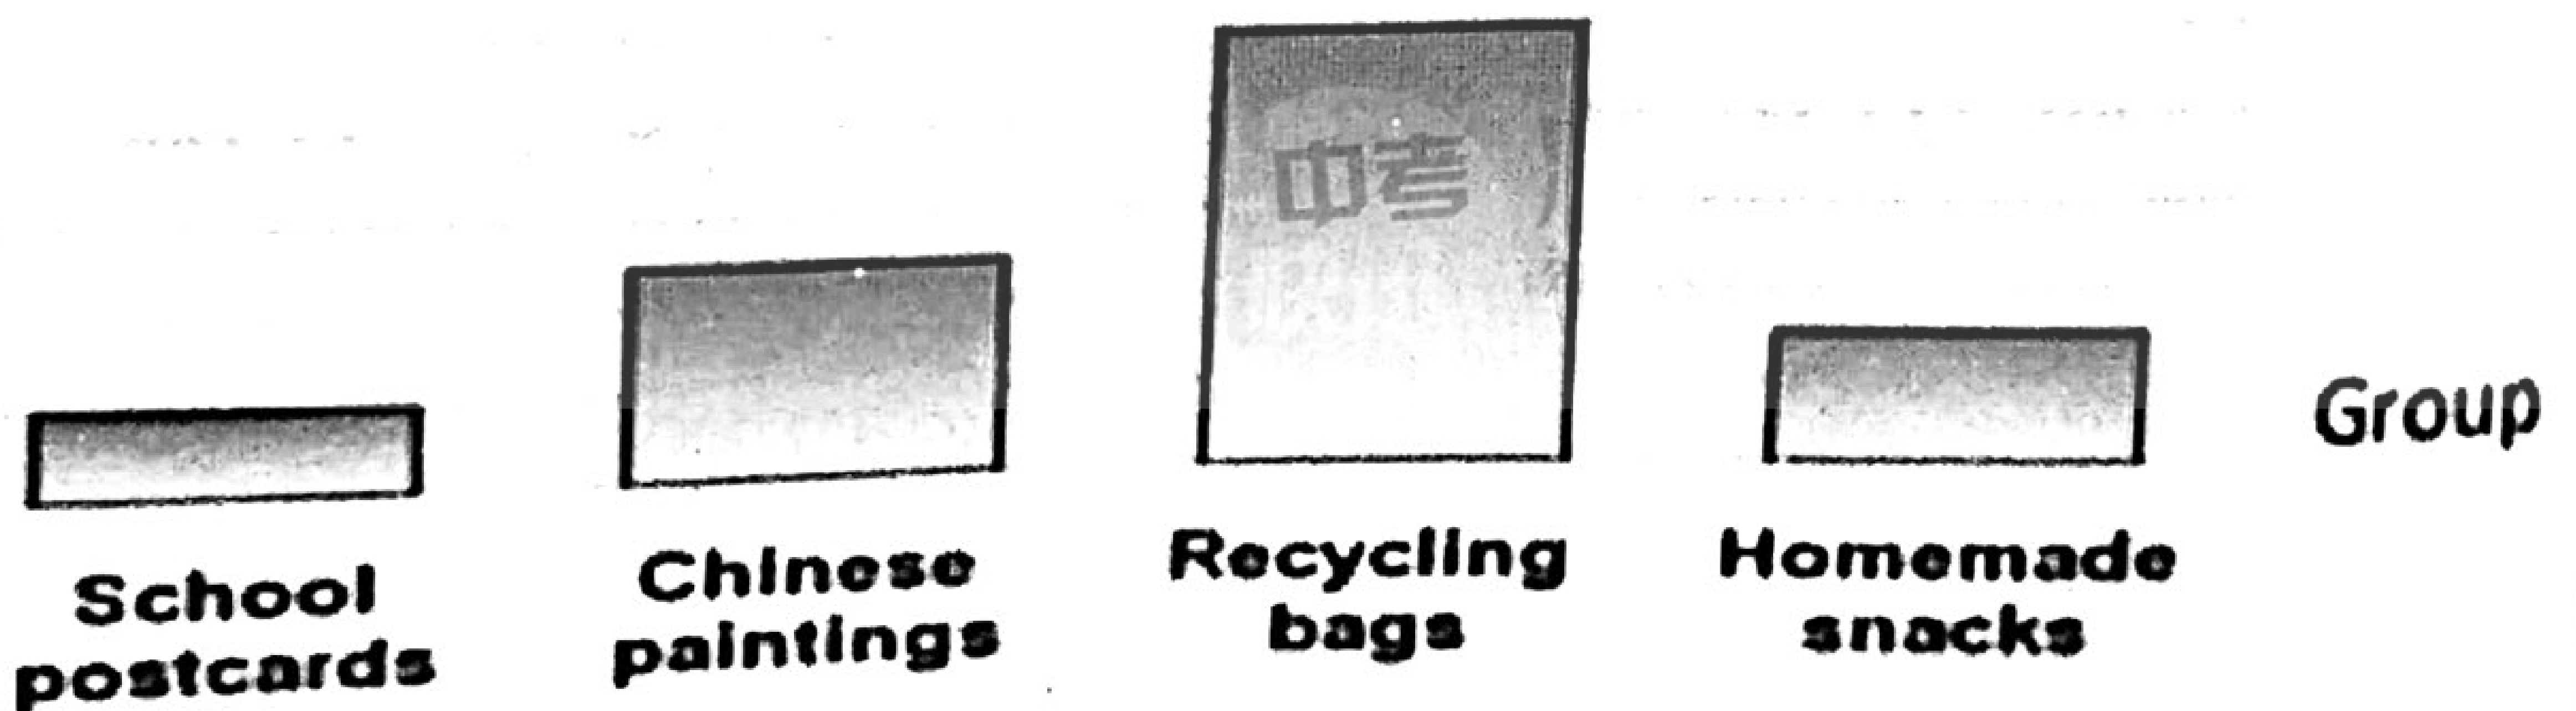 中考
Group
School
postcards
Chinese
paintings
Recycling
bags
Homemade
snacks